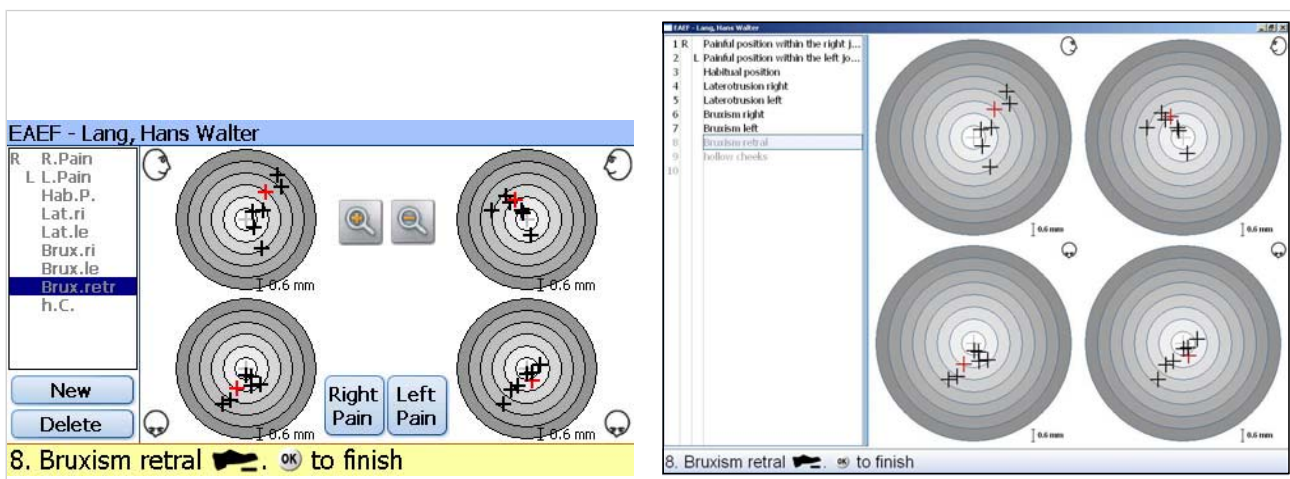 EAEF - Lang, Hans Walter
R R.Pain
L L.Pain
Hab.P.
Lat.ri
Lat.le
Brux.ri
Brux.le
Brux.retr
h.C.
New
Delete
0.6 mm
0.6 mm
0.6 mm
0.6 mm
Right Pain
Left Pain
8. Bruxism retral . OK to finish
EAEF - Lang, Hans Walter
1 R Painful position within the right j...
2 L Painful position within the left jo...
3 Habitual position
4 Laterotrusion right
5 Laterotrusion left
6 Bruxism right
7 Bruxism left
8 Bruxism retral
9 hollow cheeks
10
0.6 mm
0.6 mm
0.6 mm
0.6 mm
8. Bruxism retral . OK to finish